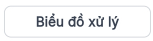 Biểu đồ xử lý